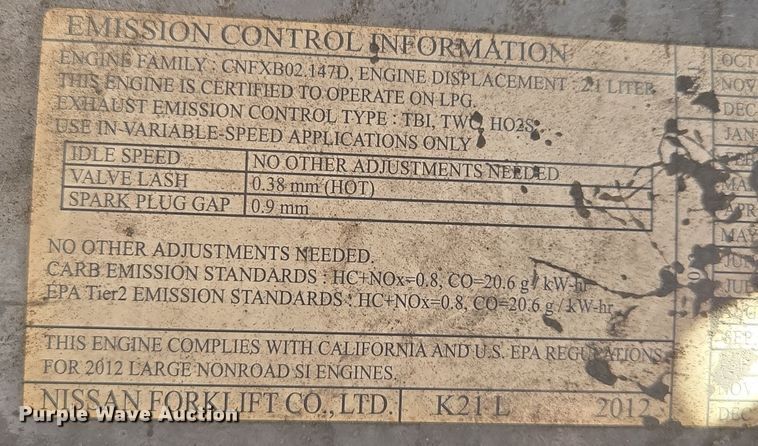 EMISSION CONTROL INFORMATION
ENGINE FAMILY : CNFXB02.147D, ENGINE DISPLACEMENT : 2.1 LITER
THIS ENGINE IS CERTIFIED TO OPERATE ON LPG.
EXHAUST EMISSION CONTROL TYPE : TBI, TWC, HO2S
USE IN-VARIABLE-SPEED APPLICATIONS ONLY
IDLE SPEED NO OTHER ADJUSTMENTS NEEDED
VALVE LASH 0.38 mm (HOT)
SPARK PLUG GAP 0.9 mm
NO OTHER ADJUSTMENTS NEEDED.
CARB EMISSION STANDARDS : HC+NOx=0.8, CO=20.6 g / kW-hr
EPA Tier2 EMISSION STANDARDS : HC+NOx=0.8, CO=20.6 g / kW-hr
THIS ENGINE COMPLIES WITH CALIFORNIA AND U.S. EPA REGULATIONS
FOR 2012 LARGE NONROAD SI ENGINES.
NISSAN FORKLIFT CO., LTD. K21 L 2012
OCT
NOV
DEC
JAN
FEB
MAR
APR
MAY
JUN
JUL
AUG
SEP
NOV
DEC
Purple Wave Auction